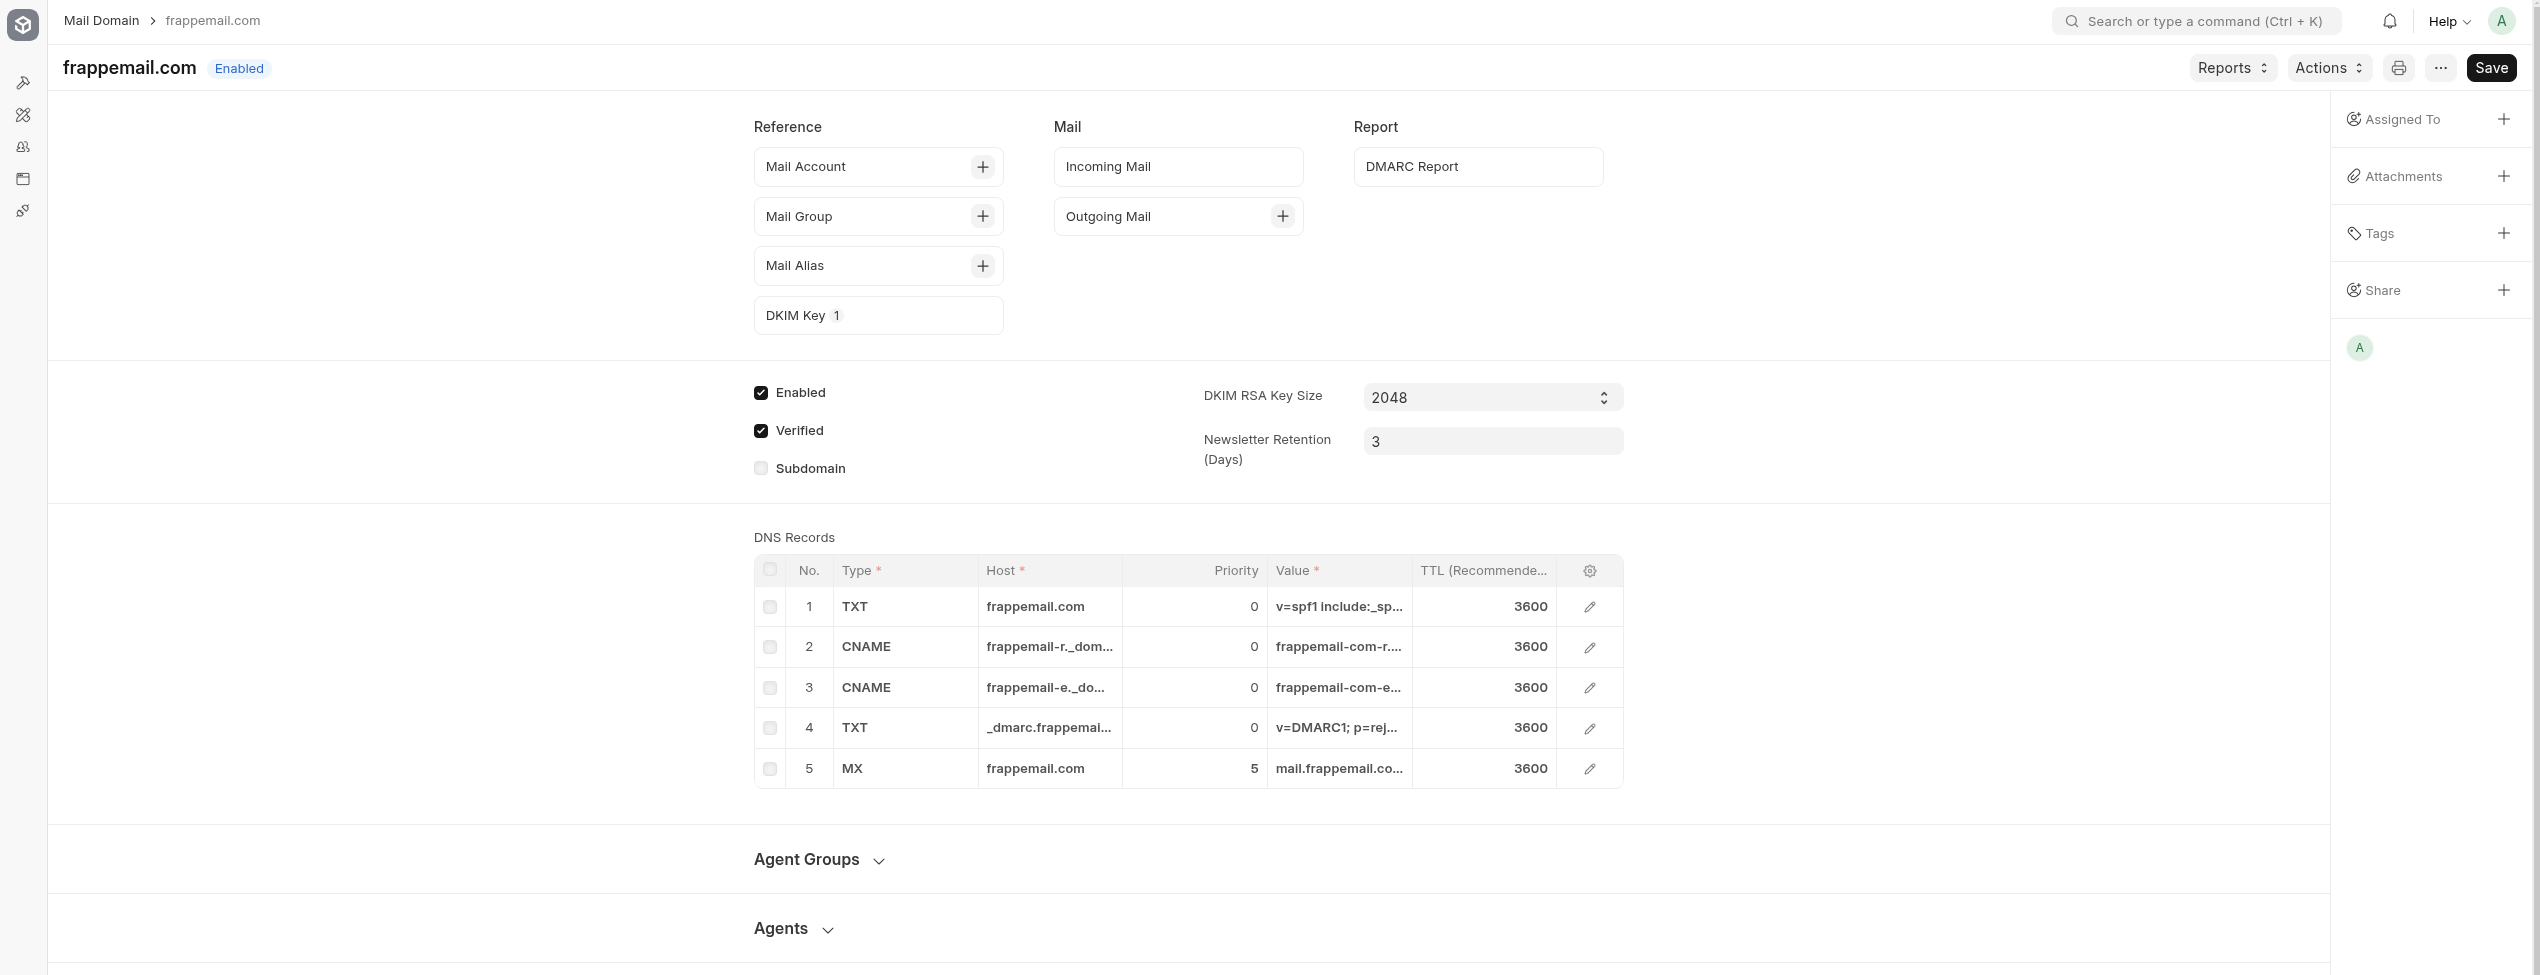 Mail Domain > frappemail.com
Search or type a command (Ctrl + K)
Help
A
frappemail.com Enabled
Reports
Actions
...
Save
Reference
Mail Account
Mail Group
Mail Alias
DKIM Key 1
Mail
Incoming Mail
Outgoing Mail
Report
DMARC Report
Assigned To
Attachments
Tags
Share
A
Enabled
Verified
Subdomain
DKIM RSA Key Size 2048
Newsletter Retention (Days) 3
DNS Records
No. Type * Host * Priority Value * TTL (Recommende...
1 TXT frappemail.com 0 v=spf1 include:_sp... 3600
2 CNAME frappemail-r._dom... 0 frappemail-com-r.... 3600
3 CNAME frappemail-e._do... 0 frappemail-com-e... 3600
4 TXT _dmarc.frappemai... 0 v=DMARC1; p=rej... 3600
5 MX frappemail.com 5 mail.frappemail.co... 3600
Agent Groups
Agents